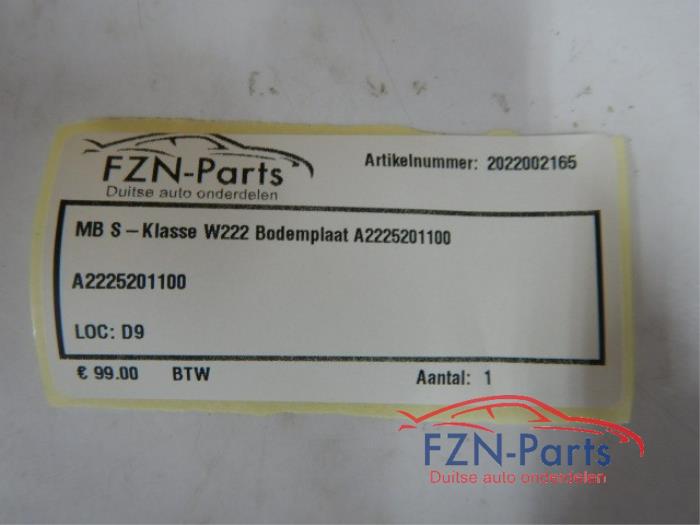 FZN-Parts
Duitse auto onderdelen
Artikelnummer: 2022002165
MB S – Klasse W222 Bodemplaat A2225201100
A2225201100
LOC: D9
€ 99.00 BTW Aantal: 1
FZN-Parts
Duitse auto onderdelen